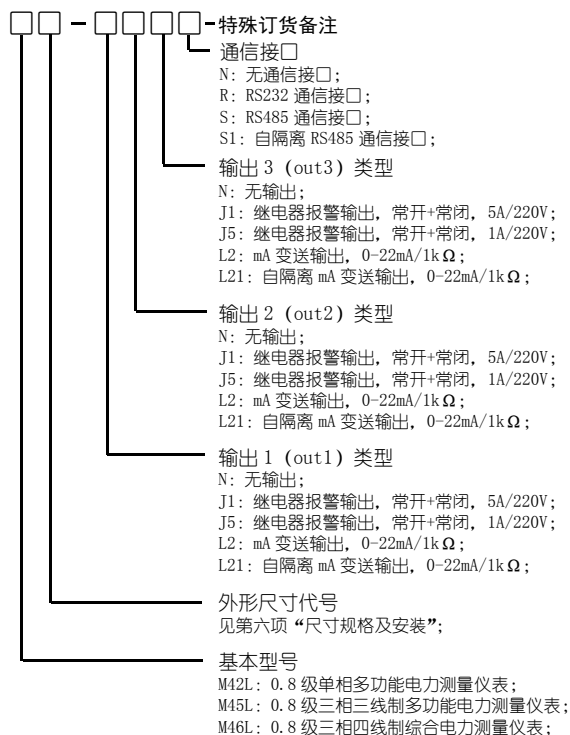 □□-□□□□-特殊订货备注
通信接口
N: 无通信接口;
R: RS232 通信接口;
S: RS485 通信接口;
S1: 自隔离 RS485 通信接口;
输出 3 (out3) 类型
N: 无输出;
J1: 继电器报警输出, 常开+常闭, 5A/220V;
J5: 继电器报警输出, 常开+常闭, 1A/220V;
L2: mA 变送输出, 0-22mA/1kΩ;
L21: 自隔离 mA 变送输出, 0-22mA/1kΩ;
输出 2 (out2) 类型
N: 无输出;
J1: 继电器报警输出, 常开+常闭, 5A/220V;
J5: 继电器报警输出, 常开+常闭, 1A/220V;
L2: mA 变送输出, 0-22mA/1kΩ;
L21: 自隔离 mA 变送输出, 0-22mA/1kΩ;
输出 1 (out1) 类型
N: 无输出;
J1: 继电器报警输出, 常开+常闭, 5A/220V;
J5: 继电器报警输出, 常开+常闭, 1A/220V;
L2: mA 变送输出, 0-22mA/1kΩ;
L21: 自隔离 mA 变送输出, 0-22mA/1kΩ;
外形尺寸代号
见第六项“尺寸规格及安装”;
基本型号
M42L: 0.8 级单相多功能电力测量仪表;
M45L: 0.8 级三相三线制多功能电力测量仪表;
M46L: 0.8 级三相四线制综合电力测量仪表;